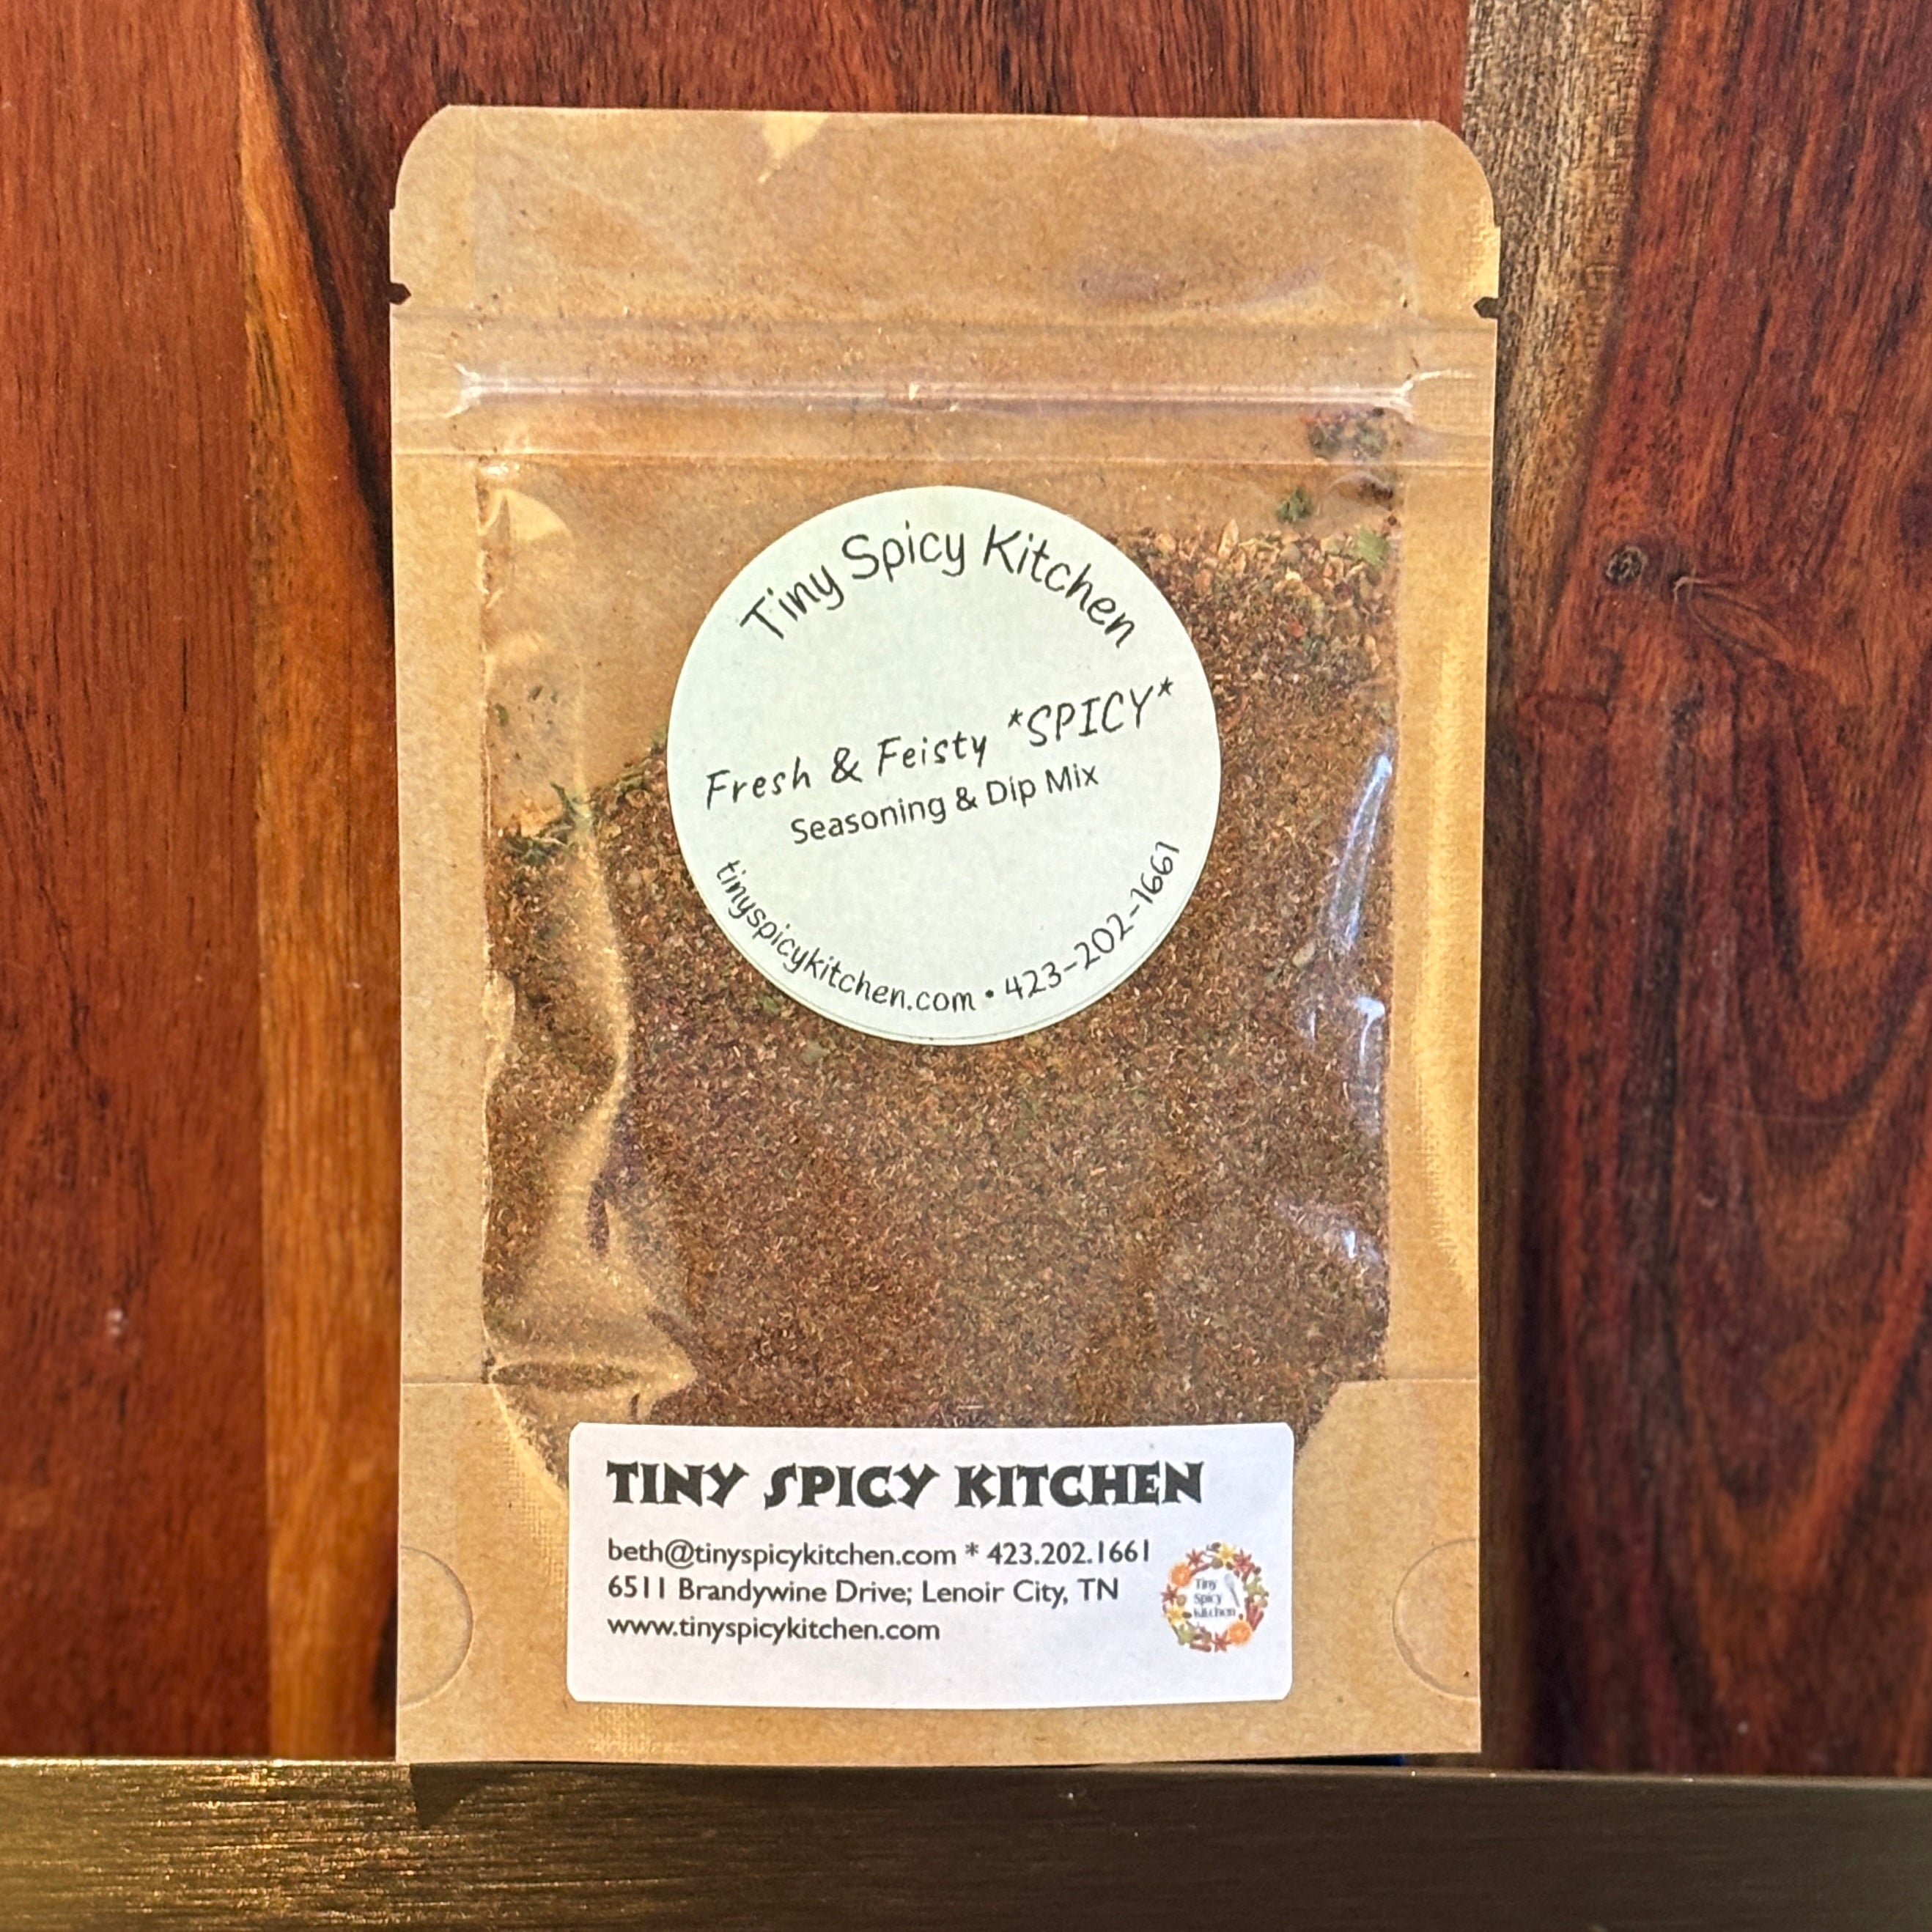 Tiny Spicy Kitchen
Fresh & Feisty *SPICY*
Seasoning & Dip Mix
tinyspicykitchen.com • 423-202-1661
TINY SPICY KITCHEN
beth@tinyspicykitchen.com * 423.202.1661
6511 Brandywine Drive; Lenoir City, TN
www.tinyspicykitchen.com
Tiny
Spicy
Kitchen